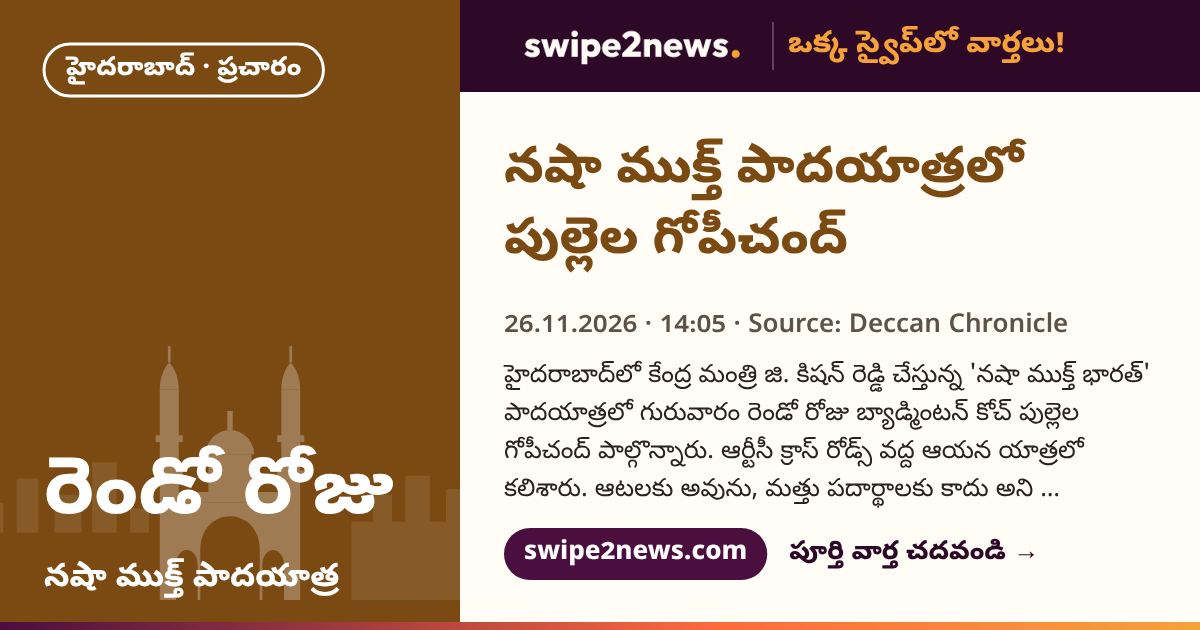 హైదరాబాద్ · ప్రచారం
రెండో రోజు
నషా ముక్త్ పాదయాత్ర
swipe2news.
ఒక్క స్వైప్‌లో వార్తలు!
నషా ముక్త్ పాదయాత్రలో
పుల్లెల గోపీచంద్
26.11.2026 · 14:05 · Source: Deccan Chronicle
హైదరాబాద్‌లో కేంద్ర మంత్రి జి. కిషన్ రెడ్డి చేస్తున్న 'నషా ముక్త్ భారత్'
పాదయాత్రలో గురువారం రెండో రోజు బ్యాడ్మింటన్ కోచ్ పుల్లెల
గోపీచంద్ పాల్గొన్నారు. ఆర్టీసీ క్రాస్ రోడ్స్ వద్ద ఆయన యాత్రలో
కలిశారు. ఆటలకు అవును, మత్తు పదార్థాలకు కాదు అని ...
swipe2news.com
పూర్తి వార్త చదవండి →